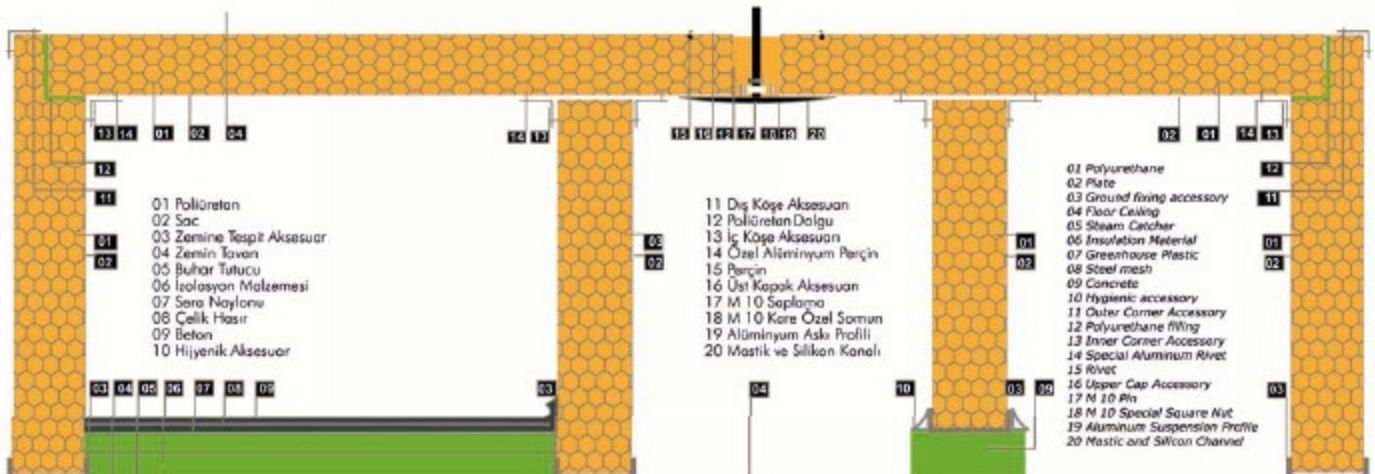 13 14 01 02 04 14 13 15 16 12 17 18 19 20 02 01 14 13
12 12
11 11
01 03 01 01
02 02 02 02
01 Poliüretan
02 Sac
03 Zemine Tespit Aksesuar
04 Zemin Tavan
05 Buhar Tutucu
06 İzolasyon Malzemesi
07 Sera Naylonu
08 Çelik Hasır
09 Beton
10 Hijyenik Aksesuar
11 Dış Köşe Aksesuarı
12 Poliüretan Dolgu
13 İç Köşe Aksesuarı
14 Özel Alüminyum Perçin
15 Perçin
16 Üst Kapak Aksesuarı
17 M 10 Saplama
18 M 10 Kare Özel Somun
19 Alüminyum Askı Profili
20 Mastik ve Silikon Kanalı
01 Polyurethane
02 Plate
03 Ground fixing accessory
04 Floor Ceiling
05 Steam Catcher
06 Insulation Material
07 Greenhouse Plastic
08 Steel mesh
09 Concrete
10 Hygienic accessory
11 Outer Corner Accessory
12 Polyurethane filling
13 Inner Corner Accessory
14 Special Aluminum Rivet
15 Rivet
16 Upper Cap Accessory
17 M 10 Pin
18 M 10 Special Square Nut
19 Aluminum Suspension Profile
20 Mastic and Silicon Channel
03 04 05 06 07 08 09 03 04 10 03 09 03